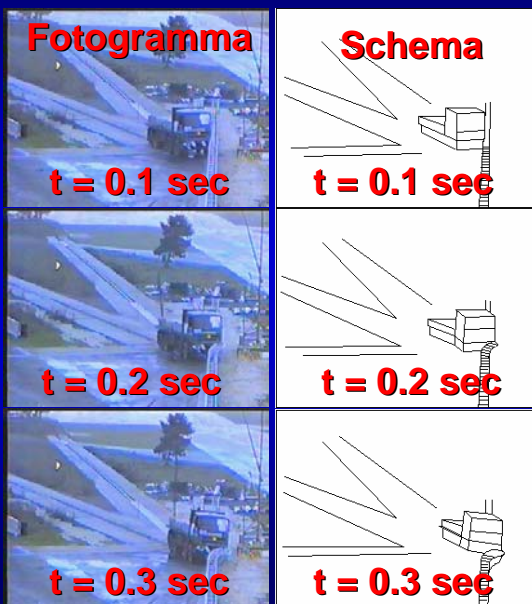 Fotogramma
Schema
t = 0.1 sec
t = 0.1 sec
t = 0.2 sec
t = 0.2 sec
t = 0.3 sec
t = 0.3 sec